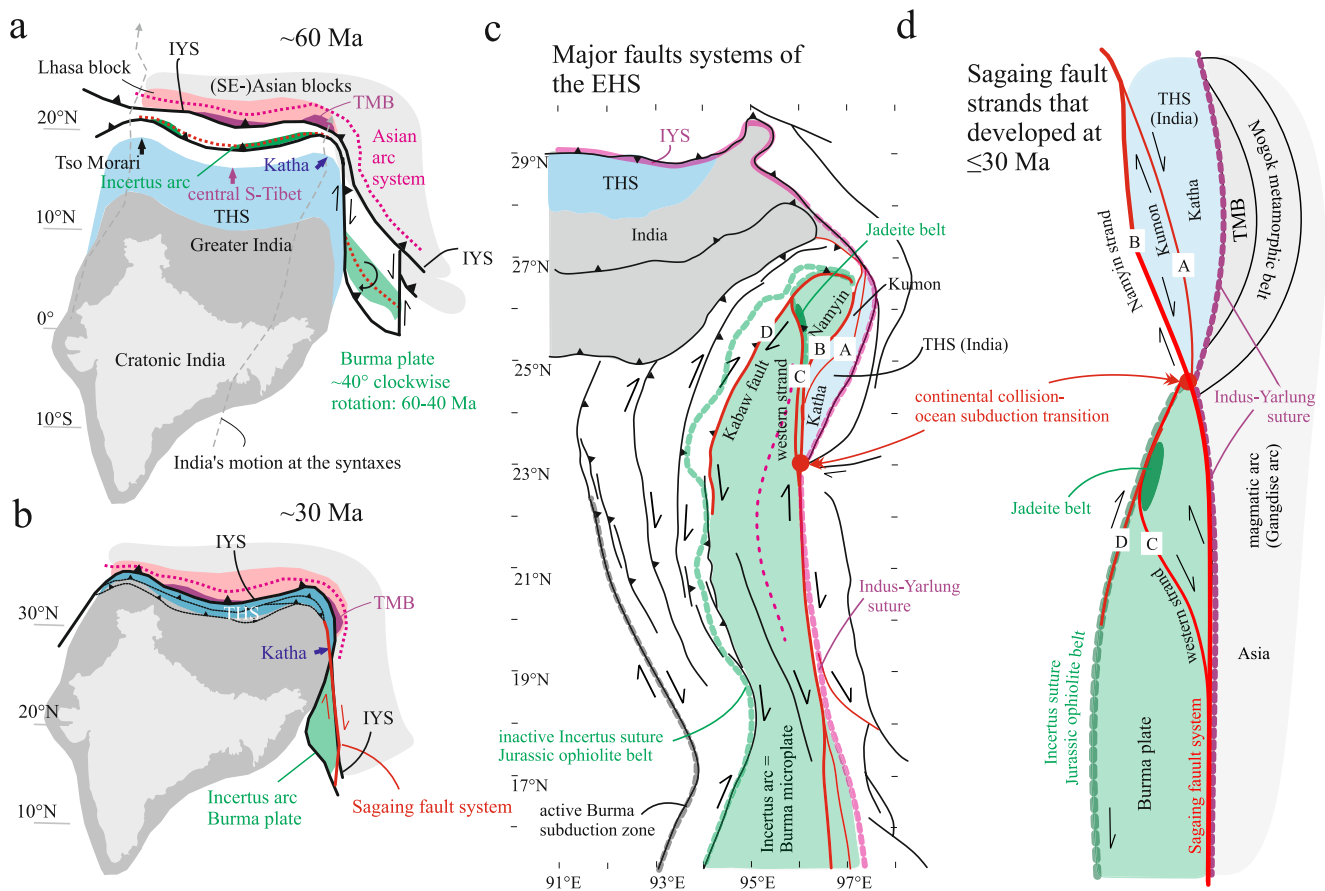 a
~60 Ma
IYS
Lhasa block
(SE-)Asian blocks
TMB
20°N
Asian
arc
system
Tso Morari
Incertus arc
Katha
central S-Tibet
THS
10°N
Greater India
IYS
0°
Cratonic India
Burma plate
~40° clockwise
rotation: 60-40 Ma
10°S
India's motion at the syntaxes
b
~30 Ma
IYS
THS
TMB
30°N
Katha
20°N
IYS
Incertus arc
Burma plate
Sagaing fault system
10°N
c
Major faults systems of
the EHS
IYS
29°N
THS
India
Jadeite belt
27°N
Kumon
Namyin
D
B
A
C
THS (India)
25°N
Kabaw fault
western strand
Katha
continental collision-
ocean subduction transition
23°N
21°N
Indus-Yarlung
suture
19°N
inactive Incertus suture
Jurassic ophiolite belt
17°N
Incertus arc =
Burma microplate
active Burma
subduction zone
91°E
93°E
95°E
97°E
d
Sagaing fault
strands that
developed at
≤30 Ma
THS
(India)
Mogok metamorphic belt
Katha
TMB
Kumon
Namyin strand
B
A
Indus-Yarlung
suture
Jadeite belt
magmatic arc
(Gangdise arc)
D
C
western strand
Asia
Incertus suture
Jurassic ophiolite belt
Burma plate
Sagaing fauult system